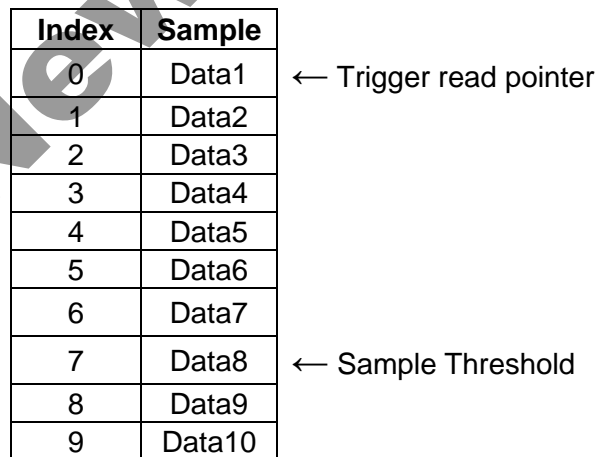 Index Sample
0 Data1 ← Trigger read pointer
1 Data2
2 Data3
3 Data4
4 Data5
5 Data6
6 Data7
7 Data8 ← Sample Threshold
8 Data9
9 Data10